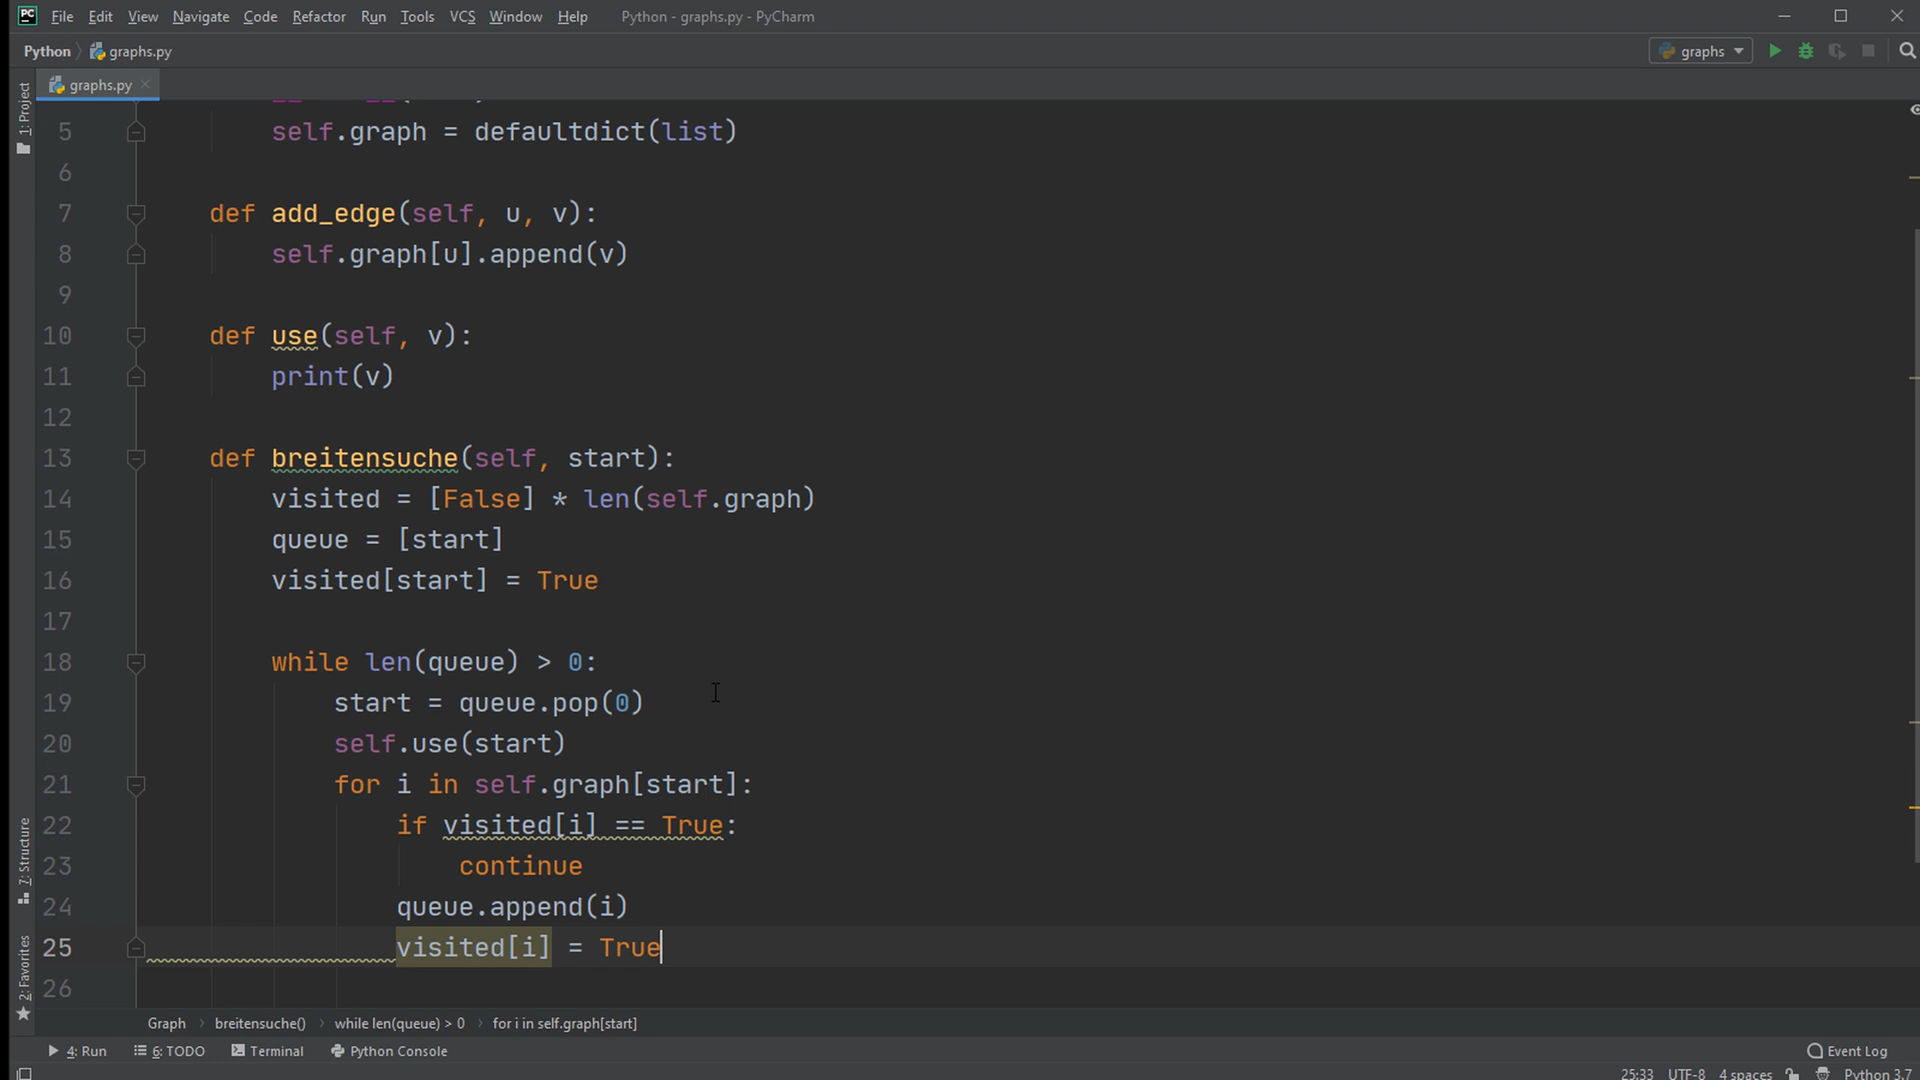 PC File Edit View Navigate Code Refactor Run Tools VCS Window Help Python - graphs.py - PyCharm
Python graphs.py graphs
graphs.py
1: Project
5 self.graph = defaultdict(list)
6
7 def add_edge(self, u, v):
8 self.graph[u].append(v)
9
10 def use(self, v):
11 print(v)
12
13 def breitensuche(self, start):
14 visited = [False] * len(self.graph)
15 queue = [start]
16 visited[start] = True
17
18 while len(queue) > 0:
19 start = queue.pop(0)
20 self.use(start)
21 for i in self.graph[start]:
22 if visited[i] == True:
23 continue
24 queue.append(i)
25 visited[i] = True
26
7: Structure
2: Favorites
Graph breitensuche() while len(queue) > 0 for i in self.graph[start]
4: Run 6: TODO Terminal Python Console Event Log
25:33 UTF-8 4 spaces Python 3.7